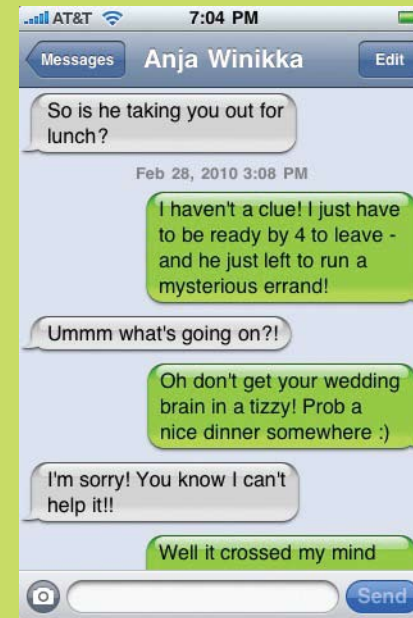 AT&T 7:04 PM
Messages Anja Winikka Edit
So is he taking you out for
lunch?
Feb 28, 2010 3:08 PM
I haven't a clue! I just have
to be ready by 4 to leave -
and he just left to run a
mysterious errand!
Ummm what's going on?!
Oh don't get your wedding
brain in a tizzy! Prob a
nice dinner somewhere :)
I'm sorry! You know I can't
help it!!
Well it crossed my mind
Send